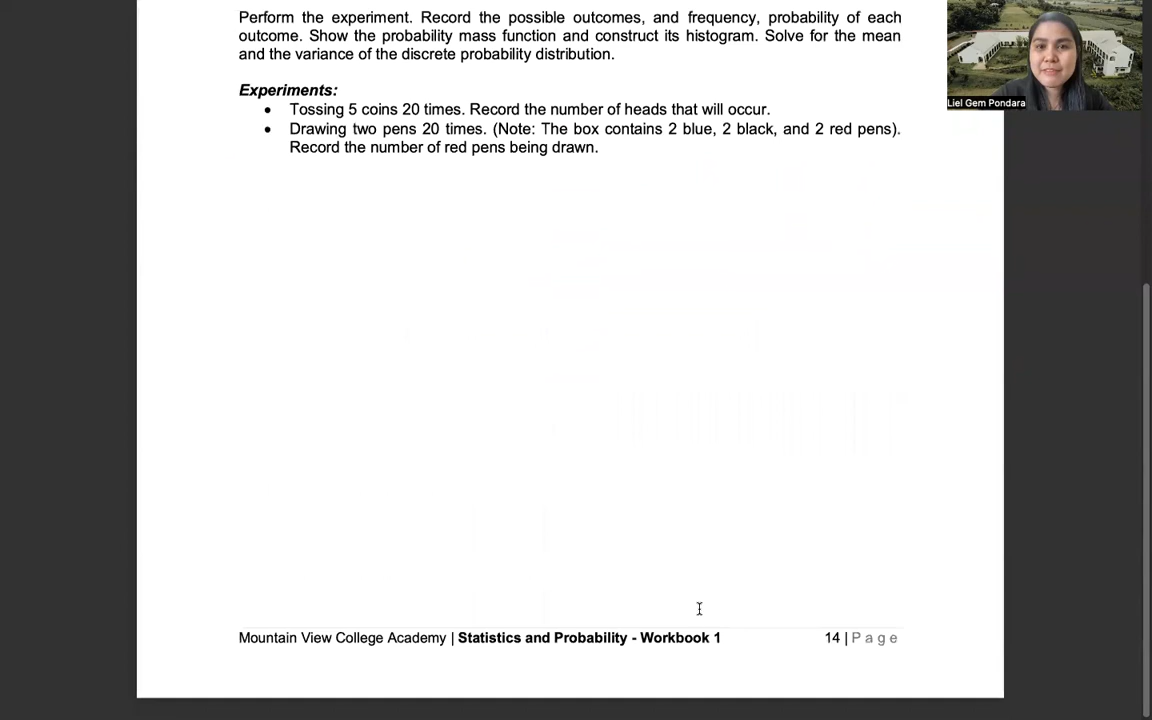 Perform the experiment. Record the possible outcomes, and frequency, probability of each
outcome. Show the probability mass function and construct its histogram. Solve for the mean
and the variance of the discrete probability distribution.
Experiments:
• Tossing 5 coins 20 times. Record the number of heads that will occur.
• Drawing two pens 20 times. (Note: The box contains 2 blue, 2 black, and 2 red pens).
Record the number of red pens being drawn.
Liel Gem Pondara
Mountain View College Academy | Statistics and Probability - Workbook 1 14 | P a g e